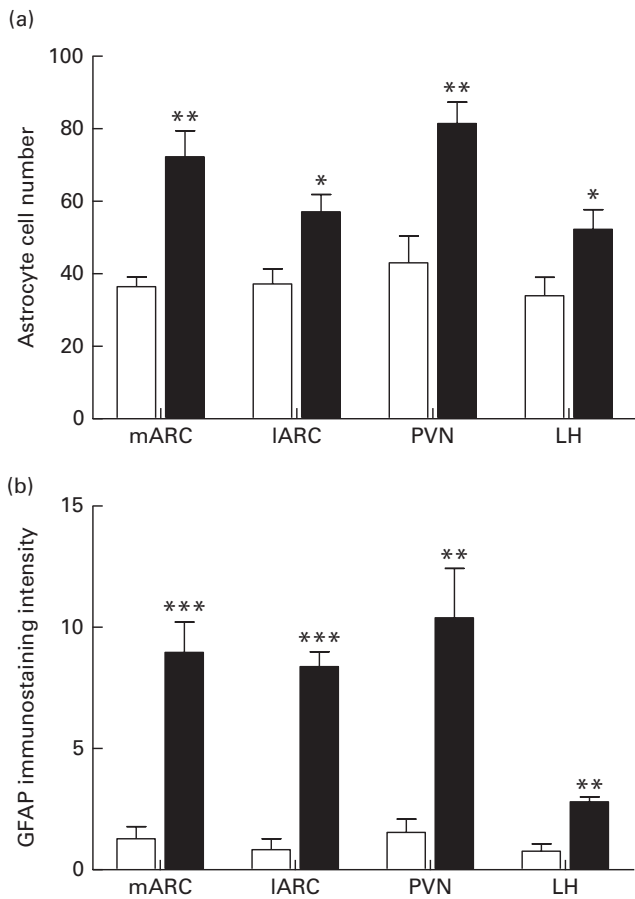 (a)
Astrocyte cell number
100
80
60
40
20
0
** * ** *
mARC lARC PVN LH
(b)
GFAP immunostaining intensity
15
10
5
0
*** *** ** **
mARC lARC PVN LH